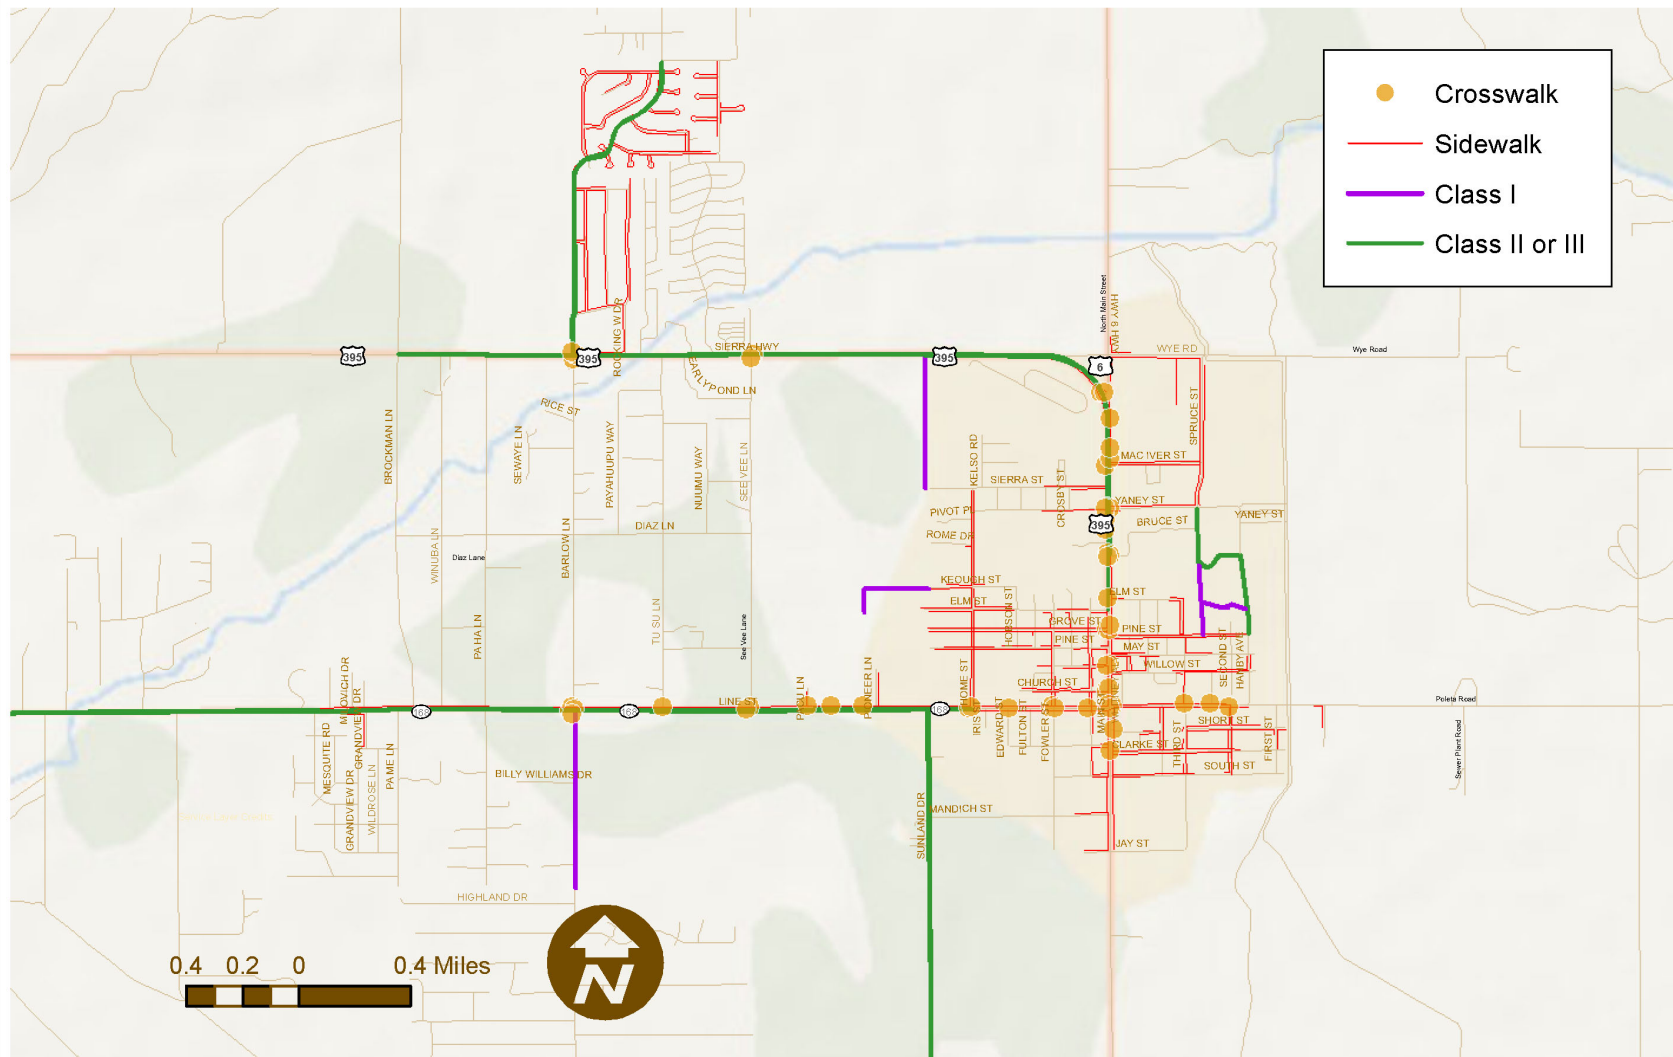 Crosswalk
Sidewalk
Class I
Class II or III
North Main Street
HWY 6 HWY
ROCKING W DR
395
395
SIERRA HWY
395
6
WYE RD
Wye Road
EARLY POND LN
RICE ST
BROCKMAN LN
SEWAYE LN
PAYAHUUPU WAY
NUUMU WAY
SEE VEE LN
KELSO RD
SPRUCE ST
MAC IVER ST
SIERRA ST
CROSBY ST
YANEY ST
PIVOT PL
BRUCE ST
YANEY ST
395
ROME DR
DIAZ LN
WINUBA LN
Diaz Lane
BARLOW LN
KEOUGH ST
ELM ST
ELM ST
HOBSON ST
GROVE ST
PINE ST
PINE ST
MAY ST
WILLOW ST
SECOND ST
HANBY AVE
PA HA LN
TU SU LN
See Vee Lane
CHURCH ST
HOME ST
PIONEER LN
MESQUITE RD
GRANDVIEW DR
168
168
LINE ST
168
IRIS ST
EDWARD ST
FULTON ST
FOWLER ST
MAIN ST
SHORT ST
Poleta Road
Sewer Plant Road
CLARKE ST
THIRD ST
FIRST ST
SOUTH ST
GRANDVIEW DR
WILDROSE LN
PA ME LN
BILLY WILLIAMS DR
SUNLAND DR
MANDICH ST
JAY ST
HIGHLAND DR
0.4 0.2 0 0.4 Miles
N